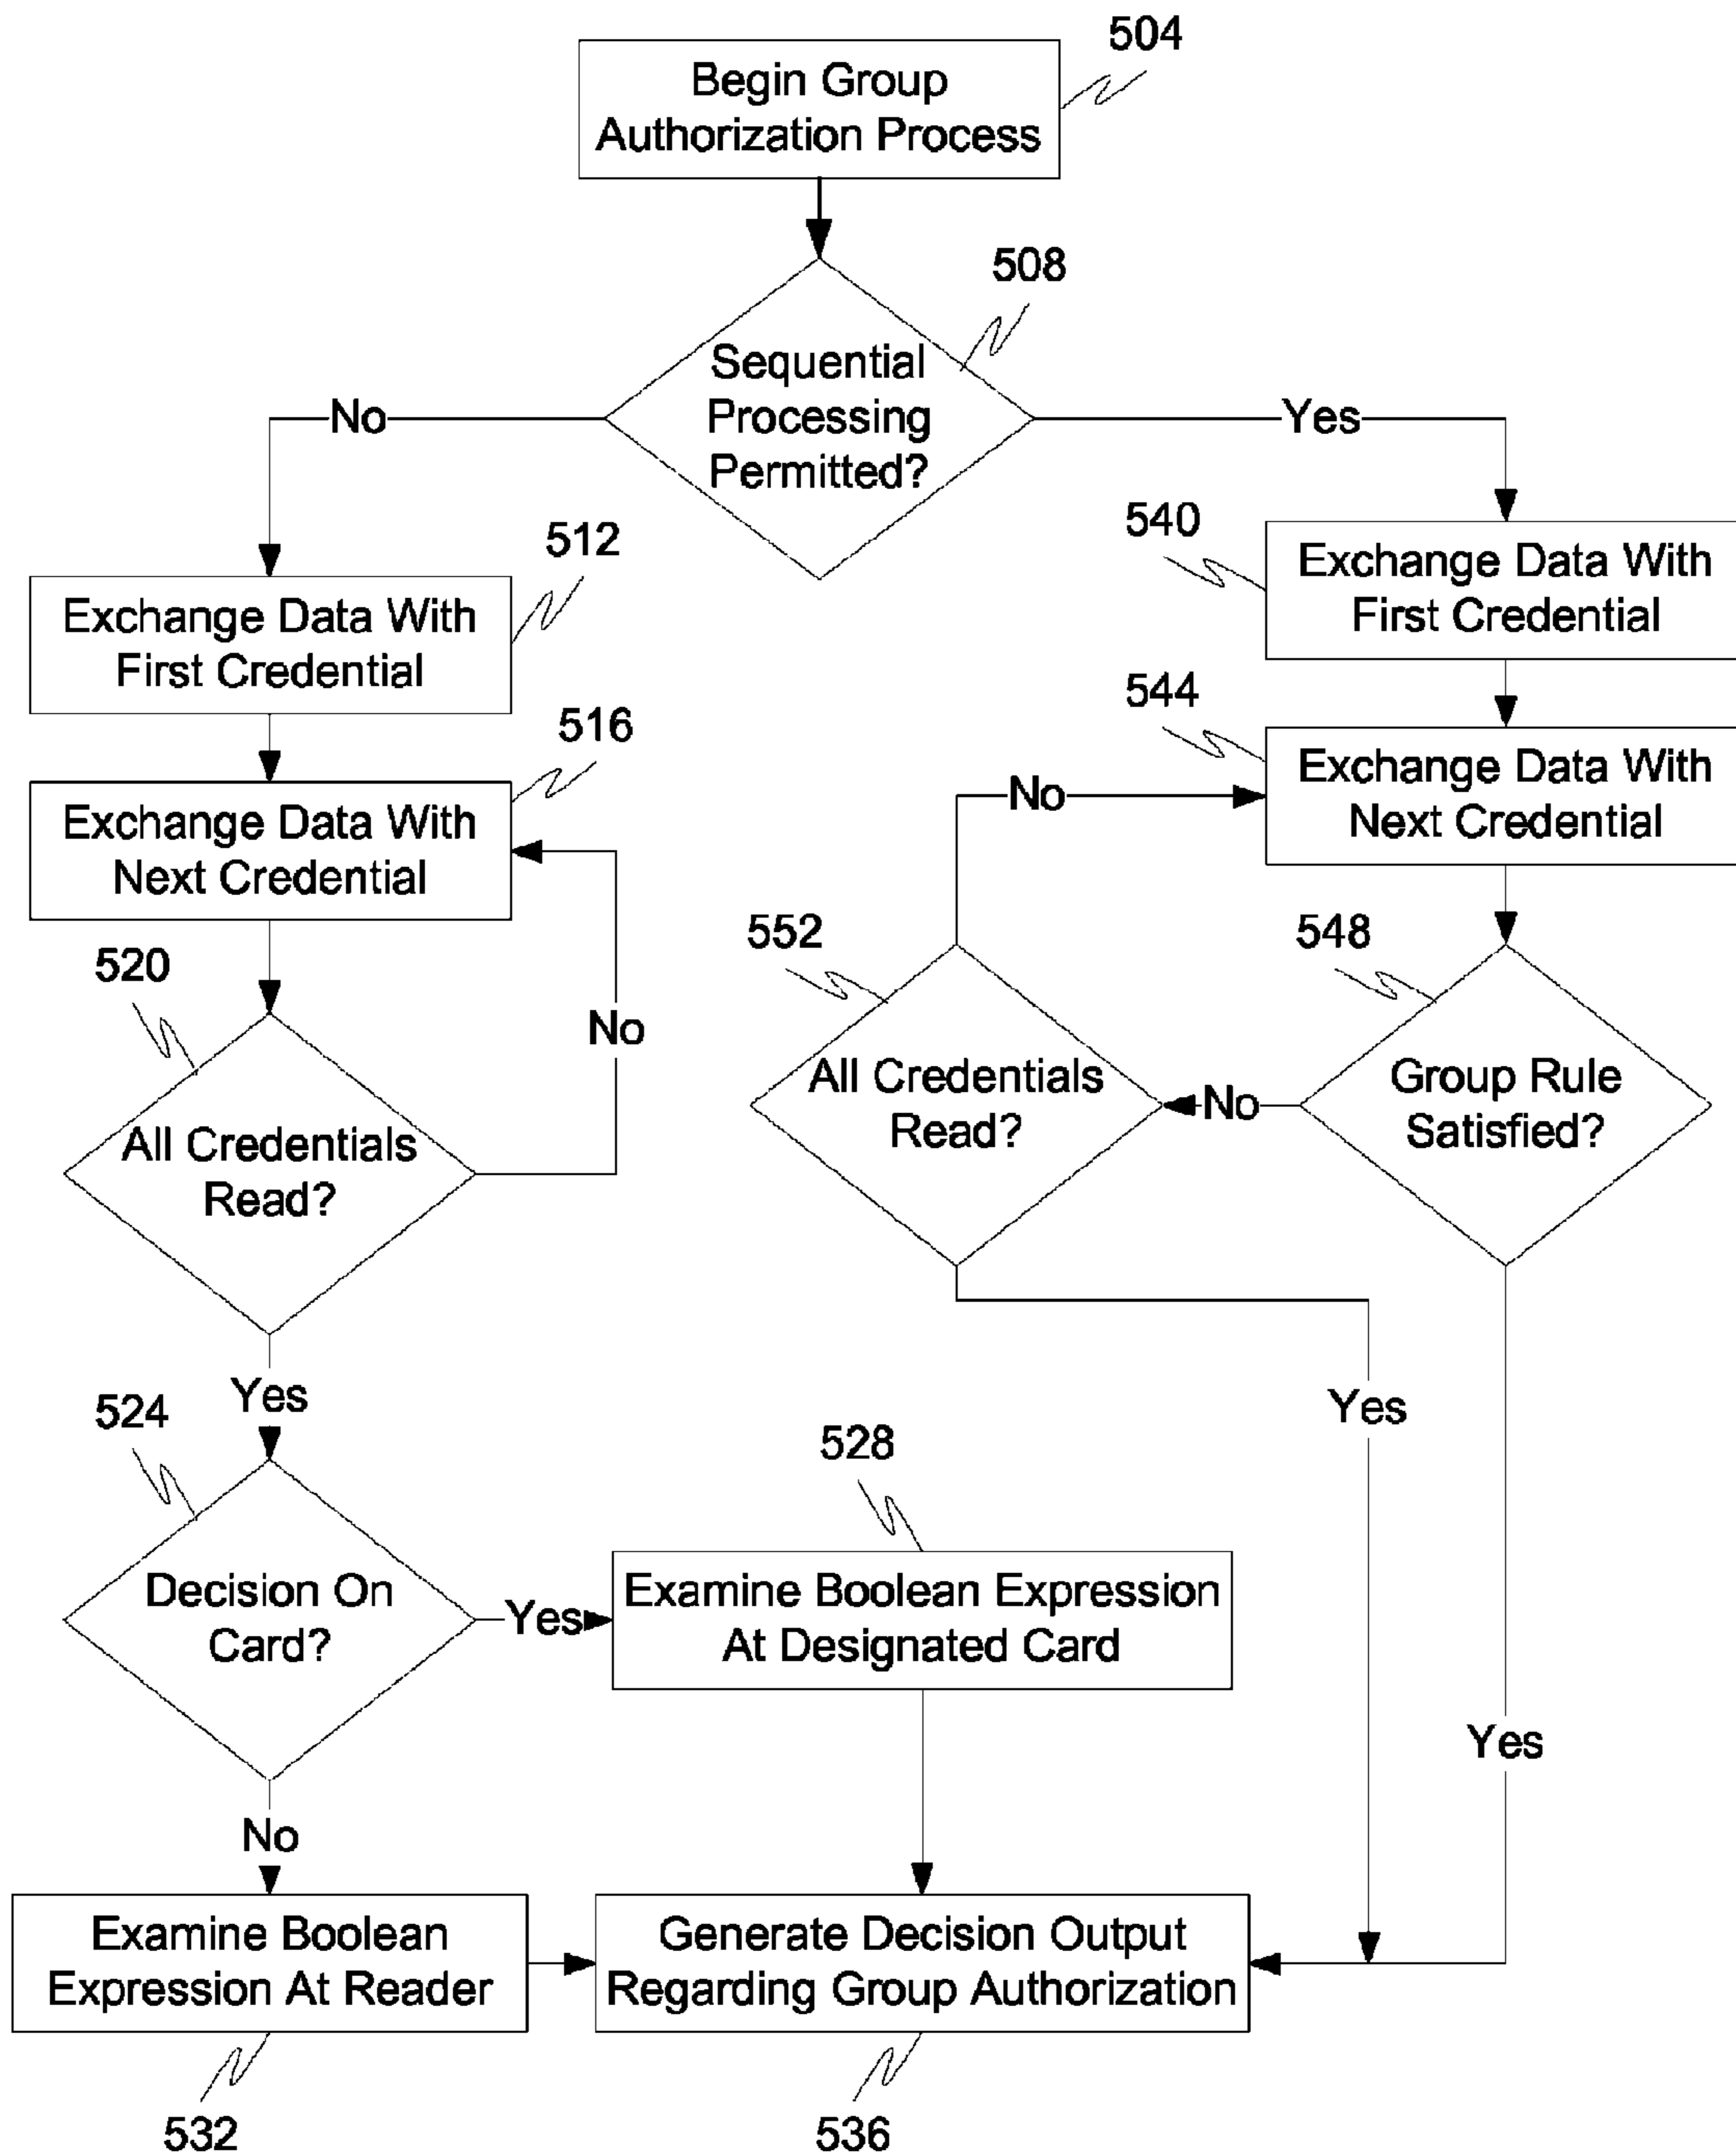 504
Begin Group
Authorization Process
508
Sequential
Processing
Permitted?
No
Yes
512
Exchange Data With
First Credential
540
Exchange Data With
First Credential
516
Exchange Data With
Next Credential
544
Exchange Data With
Next Credential
No
520
All Credentials
Read?
No
552
All Credentials
Read?
No
548
Group Rule
Satisfied?
Yes
Yes
Yes
524
Decision On
Card?
Yes
528
Examine Boolean Expression
At Designated Card
No
Examine Boolean
Expression At Reader
532
Generate Decision Output
Regarding Group Authorization
536